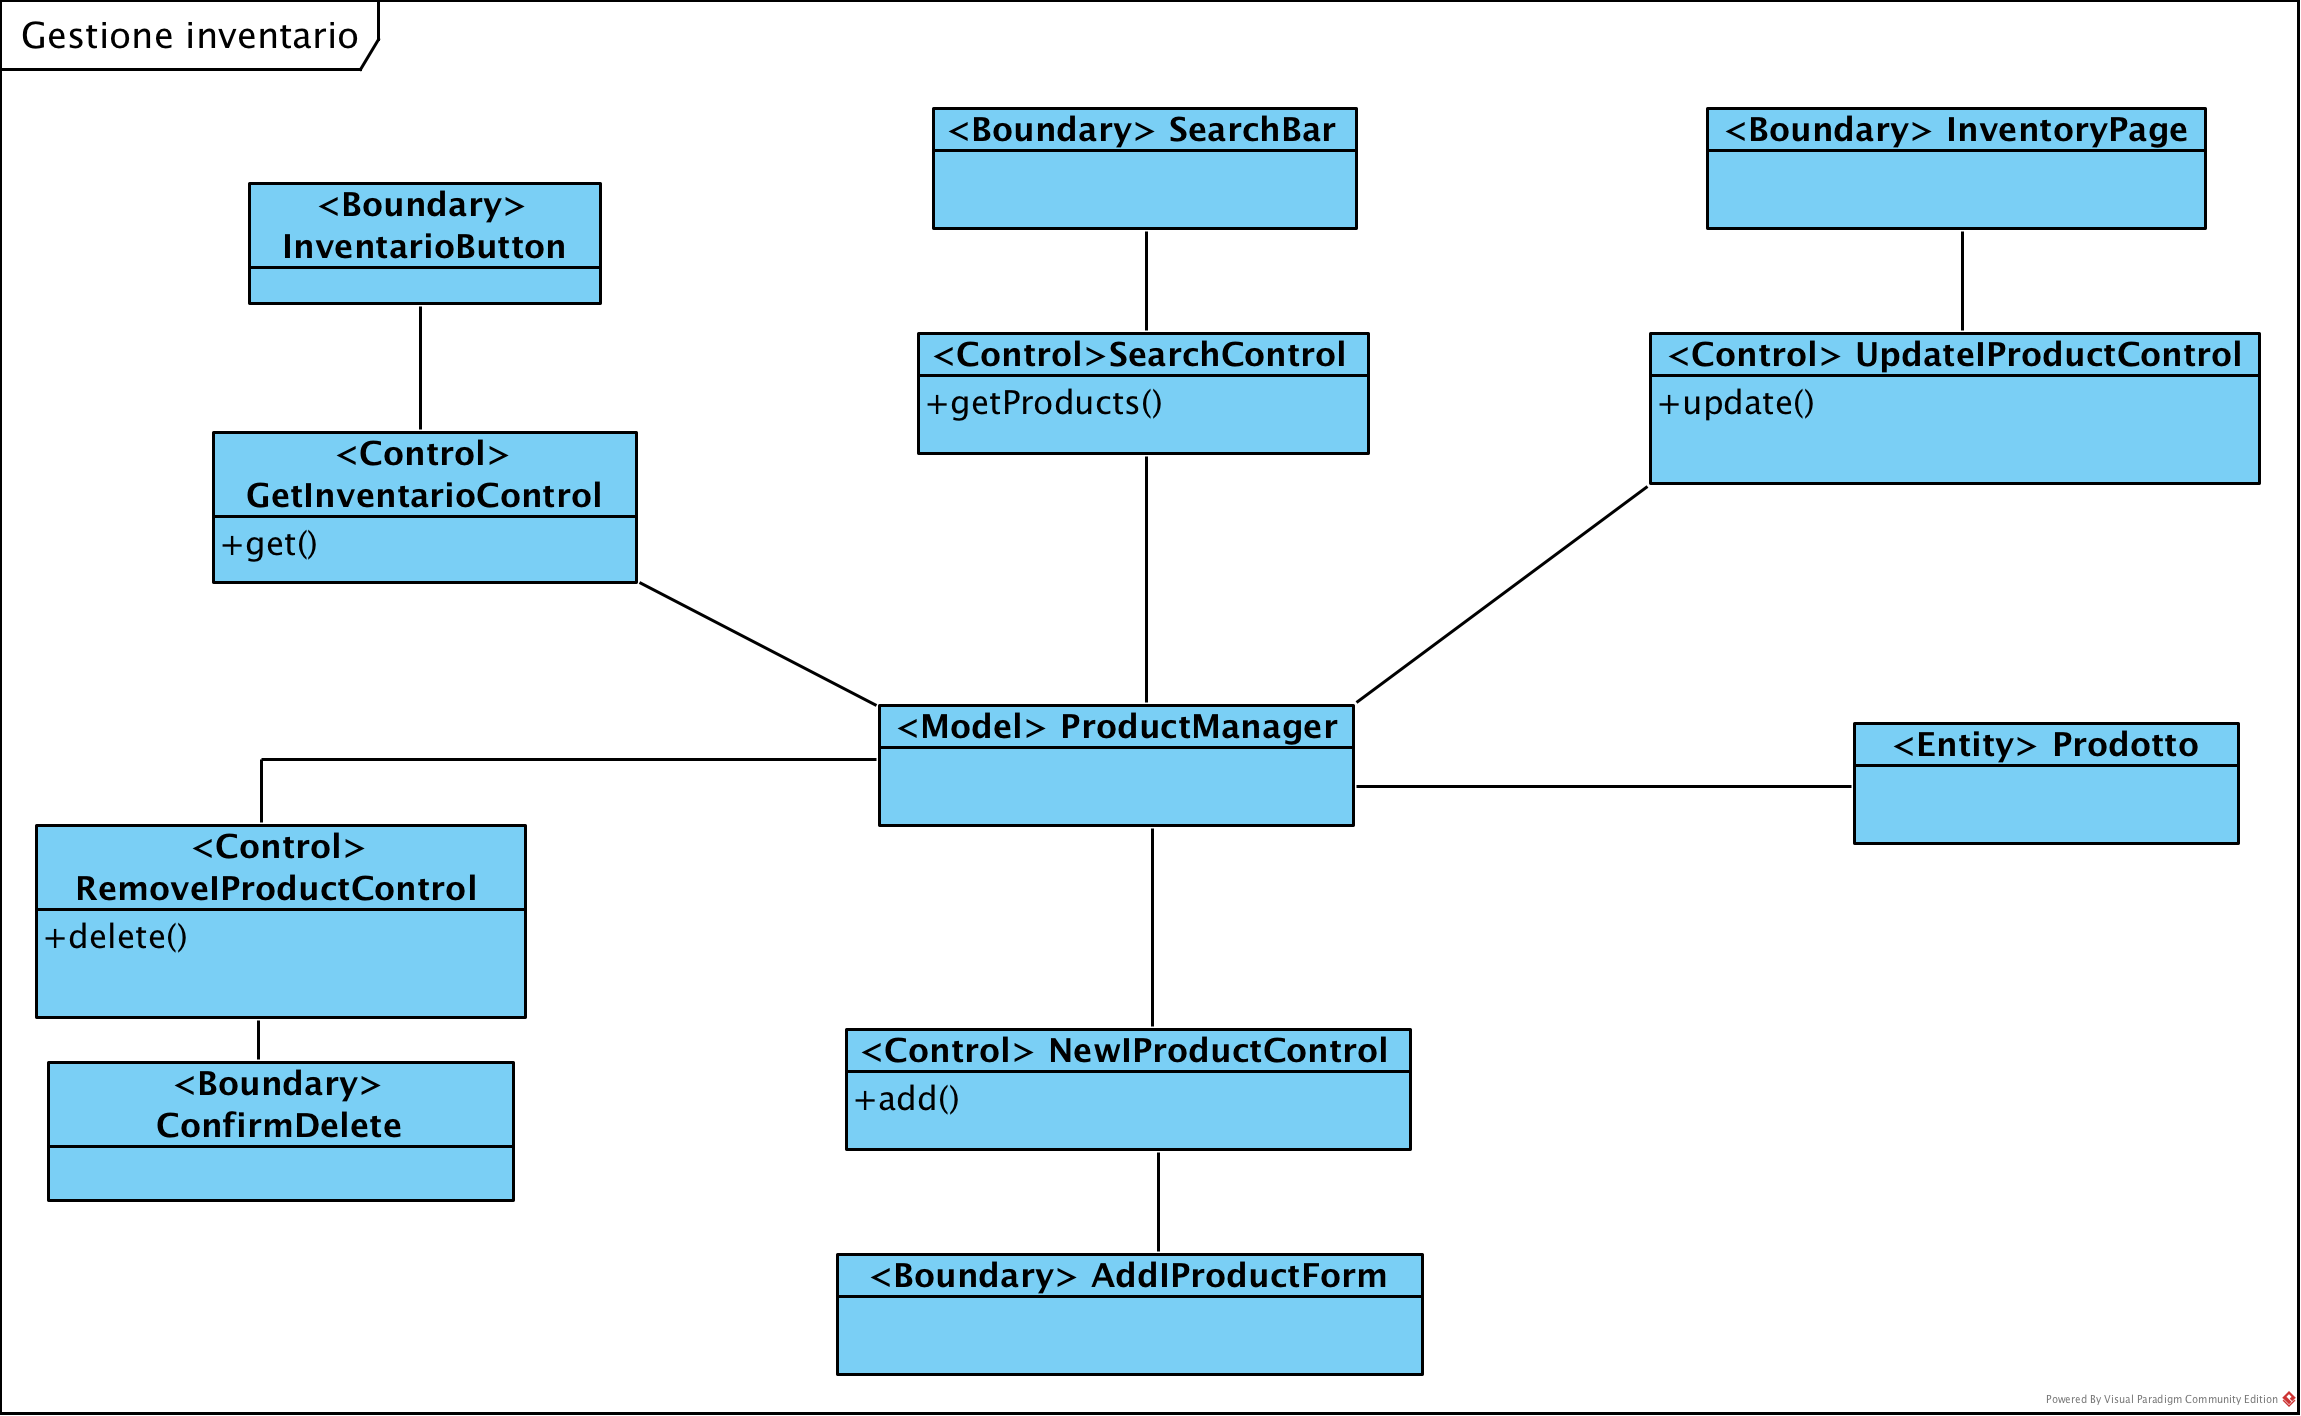 Gestione inventario
<Boundary> SearchBar
<Boundary> InventoryPage
<Boundary>
InventarioButton
<Control>SearchControl
+getProducts()
<Control> UpdateIProductControl
+update()
<Control>
GetInventarioControl
+get()
<Model> ProductManager
<Entity> Prodotto
<Control>
RemoveIProductControl
+delete()
<Boundary>
ConfirmDelete
<Control> NewIProductControl
+add()
<Boundary> AddIProductForm
Powered By Visual Paradigm Community Edition